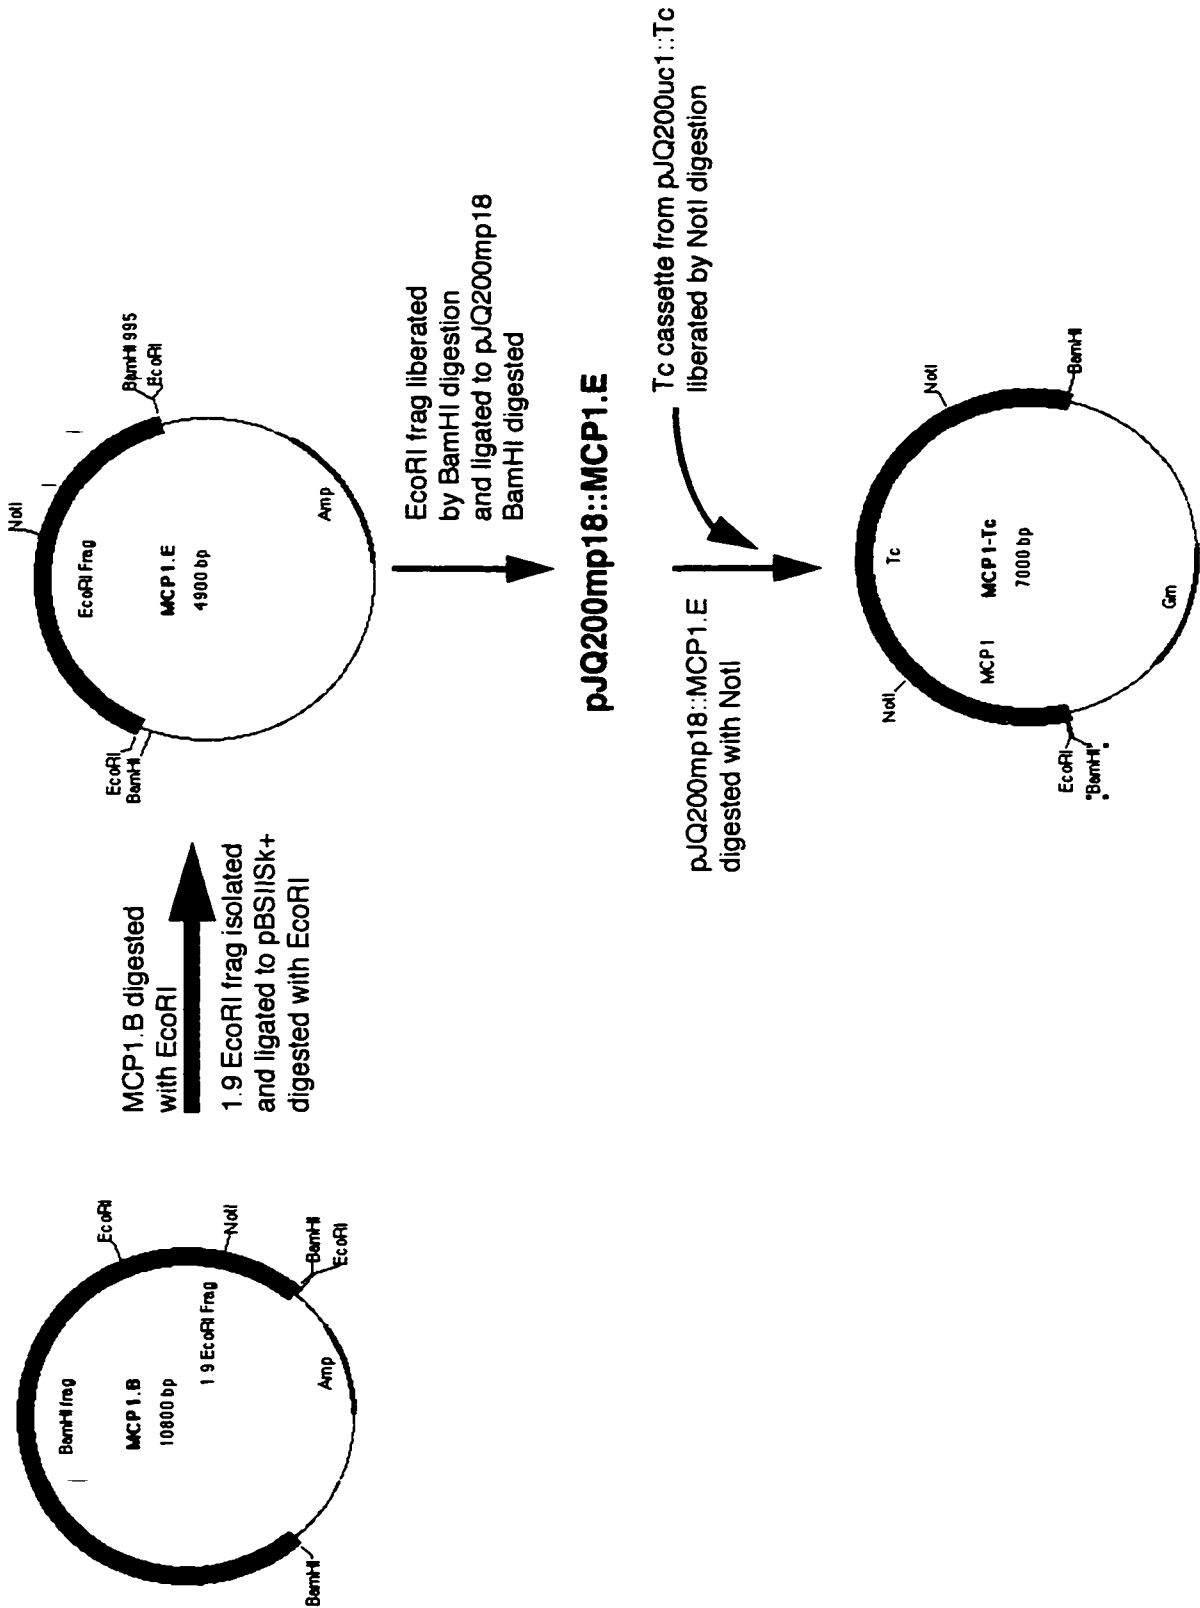 BamHI frag
MCP1.B
10800 bp
1.9 EcoRI Frag
Amp
EcoRI
NotI
BamHI
EcoRI
BamHI
MCP1.B digested
with EcoRI
1.9 EcoRI frag isolated
and ligated to pBSIISk+
digested with EcoRI
NotI
EcoRI Frag
MCP1.E
4900 bp
Amp
BamHI 995
EcoRI
EcoRI
BamHI
EcoRI frag liberated
by BamHI digestion
and ligated to pJQ200mp18
BamHI digested
pJQ200mp18::MCP1.E
pJQ200mp18::MCP1.E
digested with NotI
Tc cassette from pJQ200uc1::Tc
liberated by NotI digestion
NotI
NotI
Tc
MCP1
MCP1-Tc
7000 bp
Gm
EcoRI
"BamHI"
BamHI